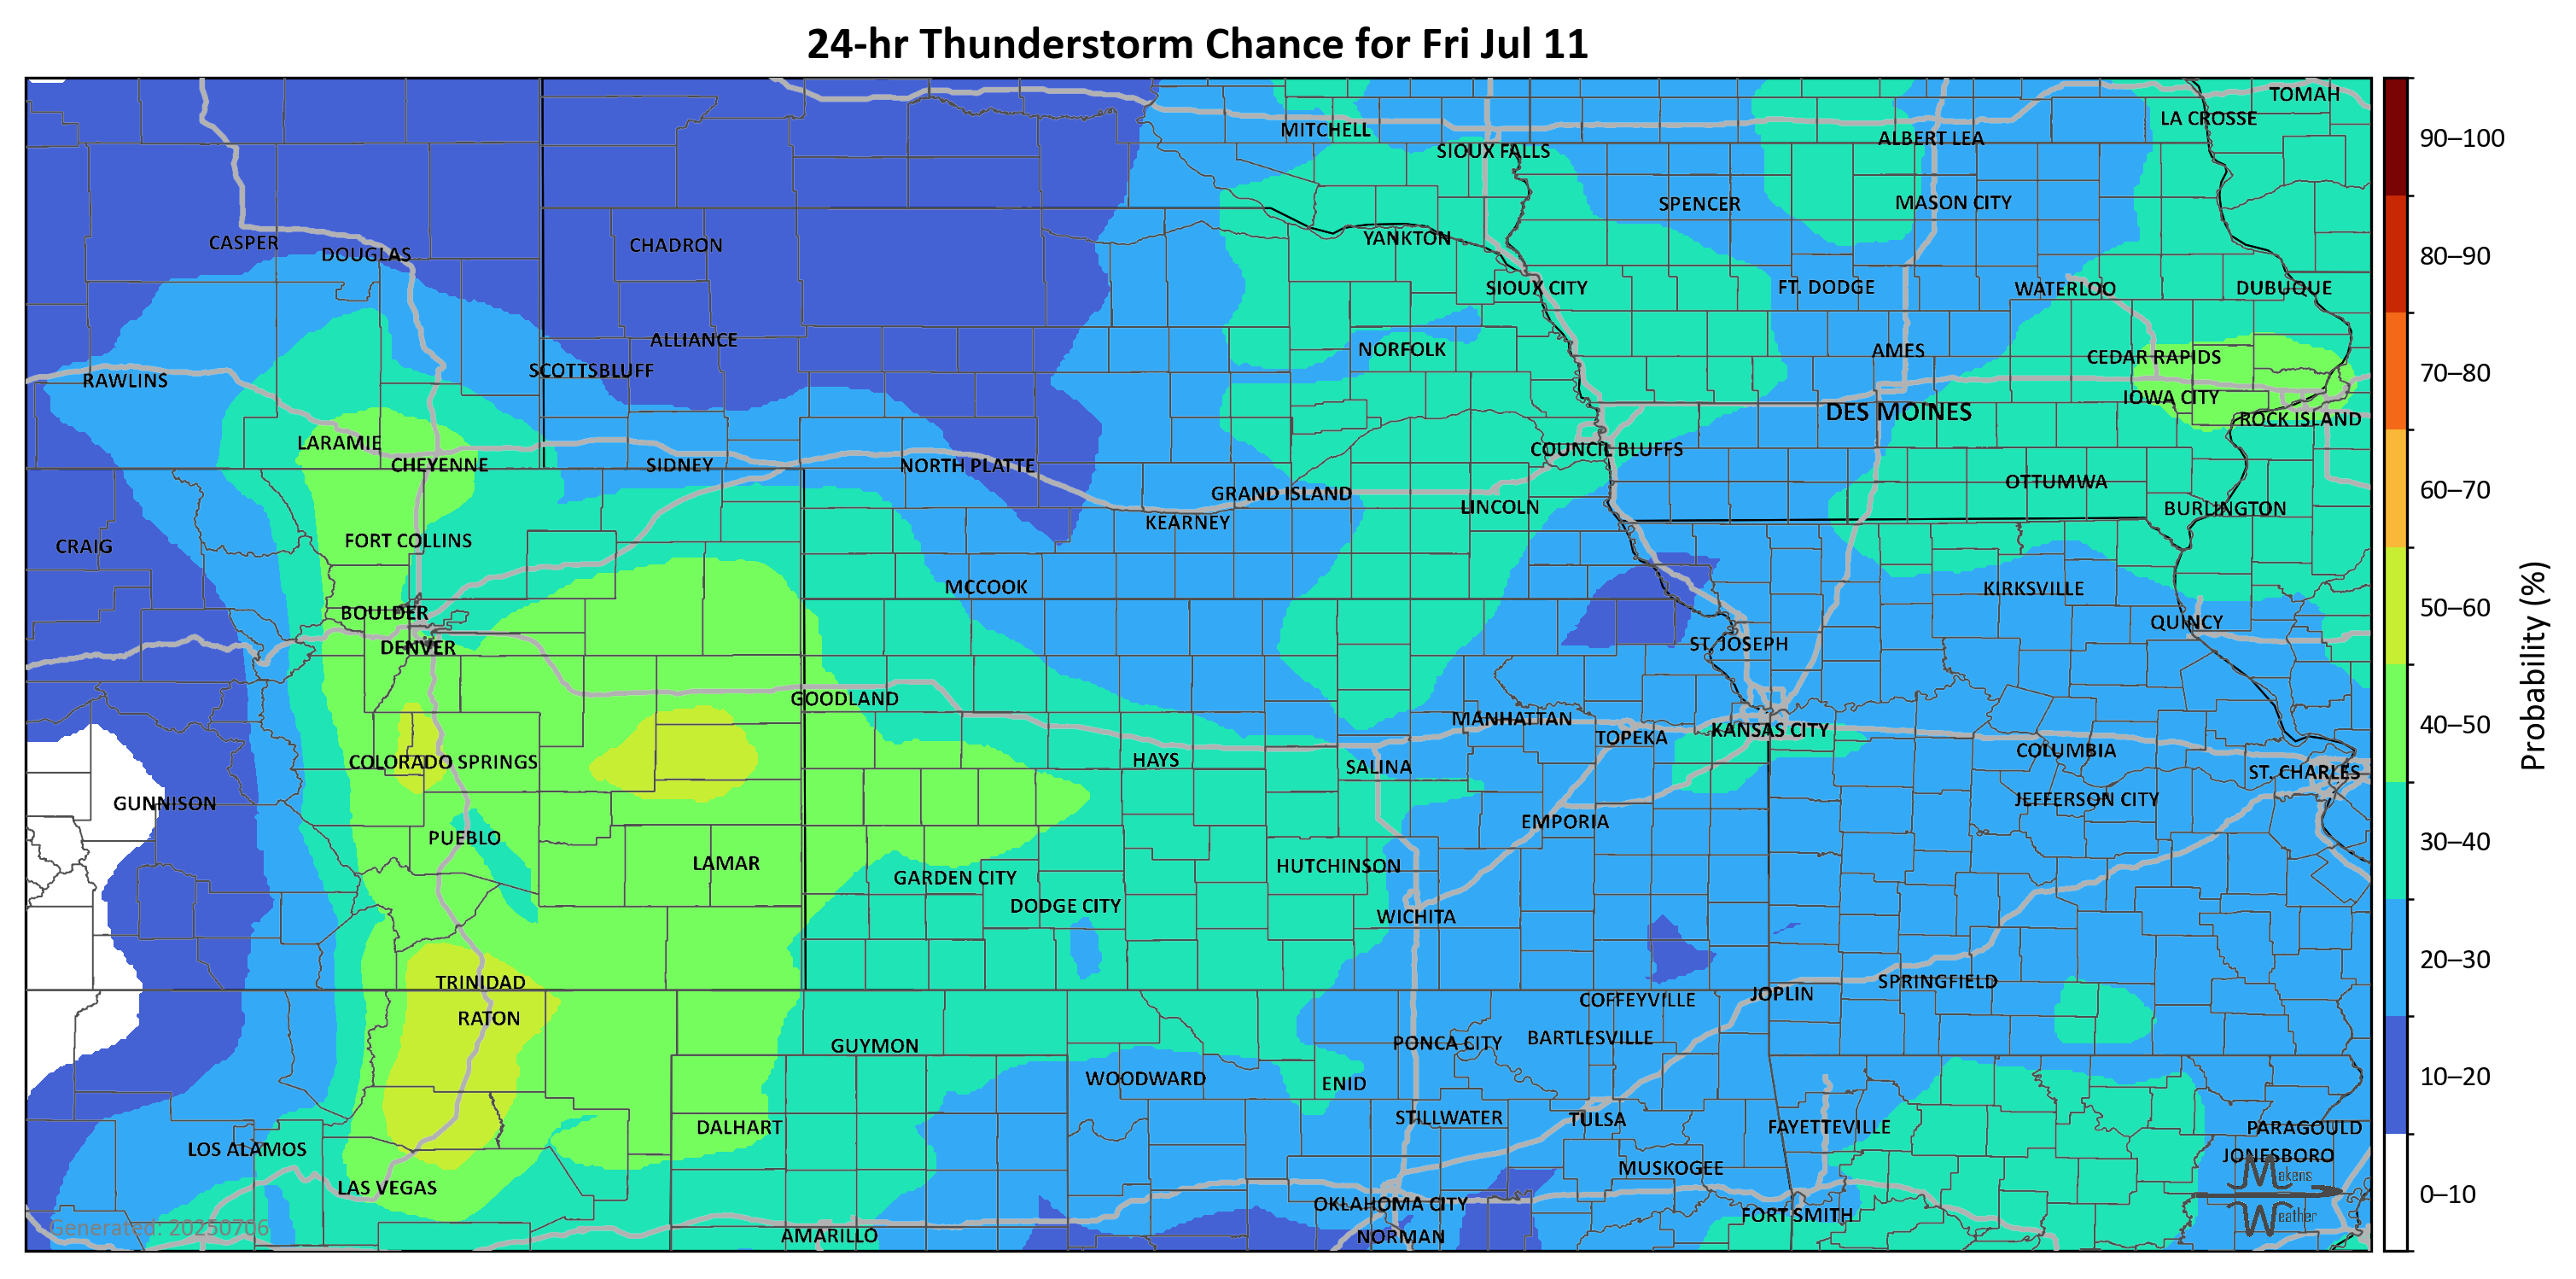 24-hr Thunderstorm Chance for Fri Jul 11
TOMAH
LA CROSSE
MITCHELL
ALBERT LEA
SIOUX FALLS
SPENCER
MASON CITY
CASPER
DOUGLAS
CHADRON
YANKTON
SIOUX CITY
FT. DODGE
WATERLOO
DUBUQUE
ALLIANCE
NORFOLK
AMES
CEDAR RAPIDS
RAWLINS
SCOTTSBLUFF
IOWA CITY
DES MOINES
ROCK ISLAND
LARAMIE
COUNCIL BLUFFS
CHEYENNE
SIDNEY
NORTH PLATTE
OTTUMWA
GRAND ISLAND
LINCOLN
BURLINGTON
KEARNEY
FORT COLLINS
CRAIG
MCCOOK
KIRKSVILLE
BOULDER
QUINCY
DENVER
ST. JOSEPH
GOODLAND
MANHATTAN
TOPEKA
KANSAS CITY
COLUMBIA
COLORADO SPRINGS
HAYS
SALINA
ST. CHARLES
GUNNISON
JEFFERSON CITY
EMPORIA
PUEBLO
LAMAR
HUTCHINSON
GARDEN CITY
DODGE CITY
WICHITA
TRINIDAD
SPRINGFIELD
JOPLIN
COFFEYVILLE
RATON
BARTLESVILLE
PONCA CITY
GUYMON
WOODWARD
ENID
STILLWATER
TULSA
DALHART
FAYETTEVILLE
PARAGOULD
LOS ALAMOS
JONESBORO
MUSKOGEE
LAS VEGAS
OKLAHOMA CITY
FORT SMITH
AMARILLO
NORMAN
Generated: 20250706
Makens
Weather
90–100
80–90
70–80
60–70
50–60
40–50
30–40
20–30
10–20
0–10
Probability (%)